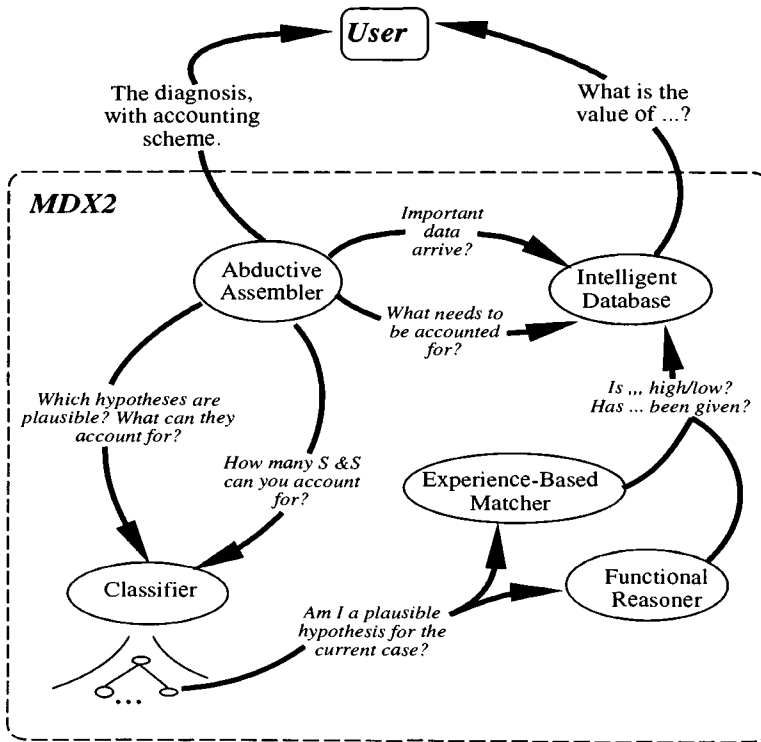 User
The diagnosis,
with accounting
scheme.
What is the
value of ...?
MDX2
Important
data
arrive?
Abductive
Assembler
Intelligent
Database
What needs to
be accounted
for?
Which hypotheses are
plausible? What can they
account for?
Is ,,, high/low?
Has ... been given?
How many S &S
can you account
for?
Experience-Based
Matcher
Classifier
Functional
Reasoner
Am I a plausible
hypothesis for the
current case?
...